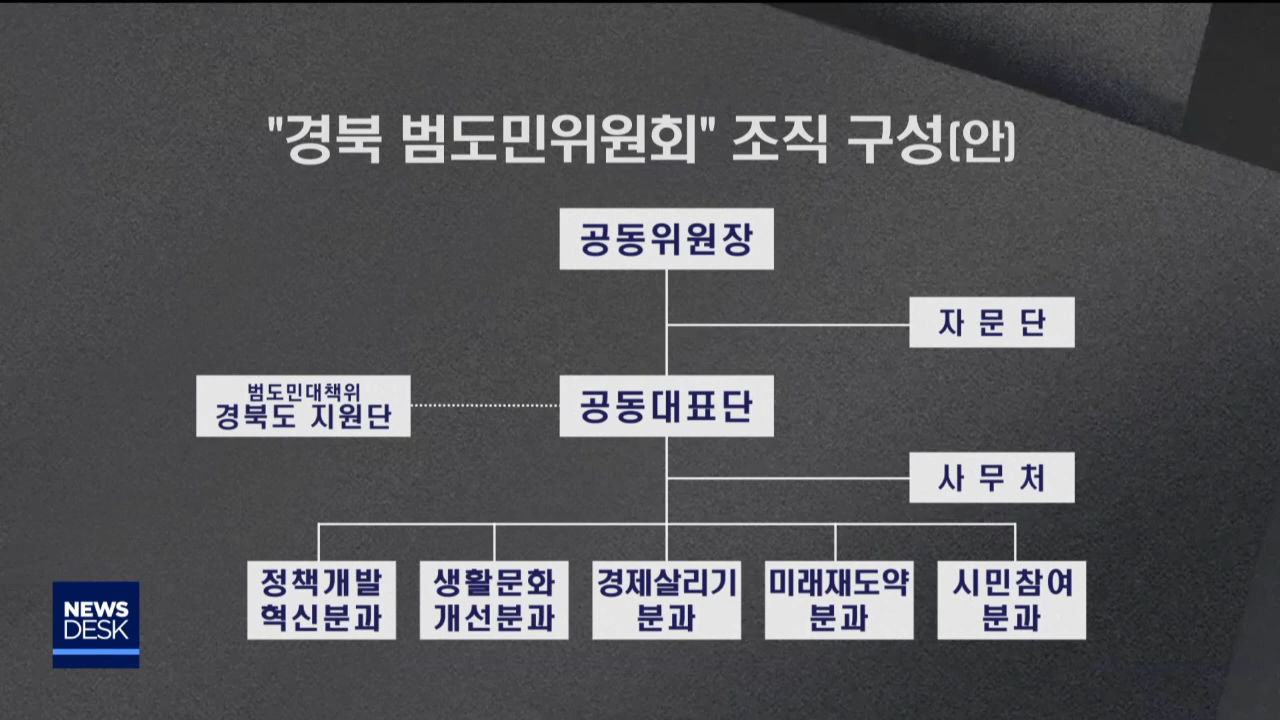 "경북 범도민위원회" 조직 구성(안)
공동위원장
자 문 단
범도민대책위
경북도 지원단
공동대표단
사 무 처
정책개발
혁신분과
생활문화
개선분과
경제살리기
분과
미래재도약
분과
시민참여
분과
NEWS
DESK